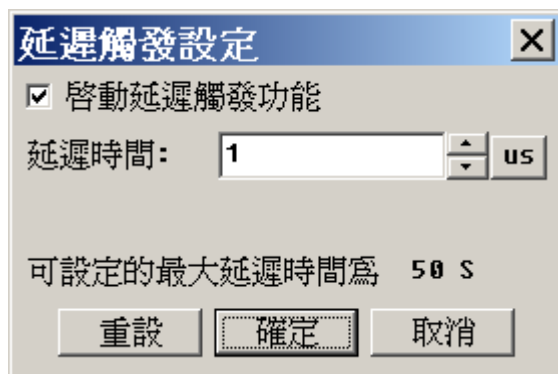 延遲觸發設定
啓動延遲觸發功能
延遲時間： 1 us
可設定的最大延遲時間爲 50 S
重設 確定 取消